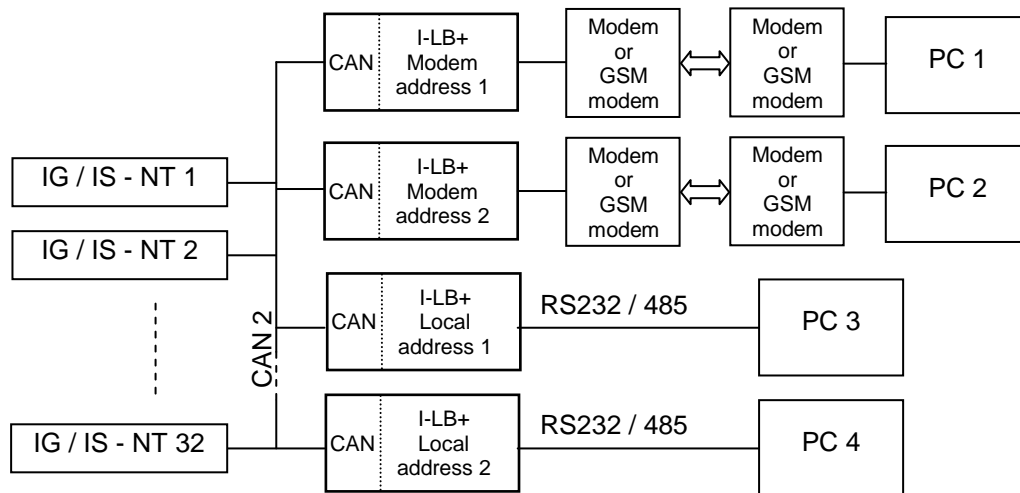 CAN
I-LB+
Modem
address 1
Modem
or
GSM
modem
Modem
or
GSM
modem
PC 1
IG / IS - NT 1
CAN
I-LB+
Modem
address 2
Modem
or
GSM
modem
Modem
or
GSM
modem
PC 2
IG / IS - NT 2
CAN 2
CAN
I-LB+
Local
address 1
RS232 / 485
PC 3
IG / IS - NT 32
CAN
I-LB+
Local
address 2
RS232 / 485
PC 4